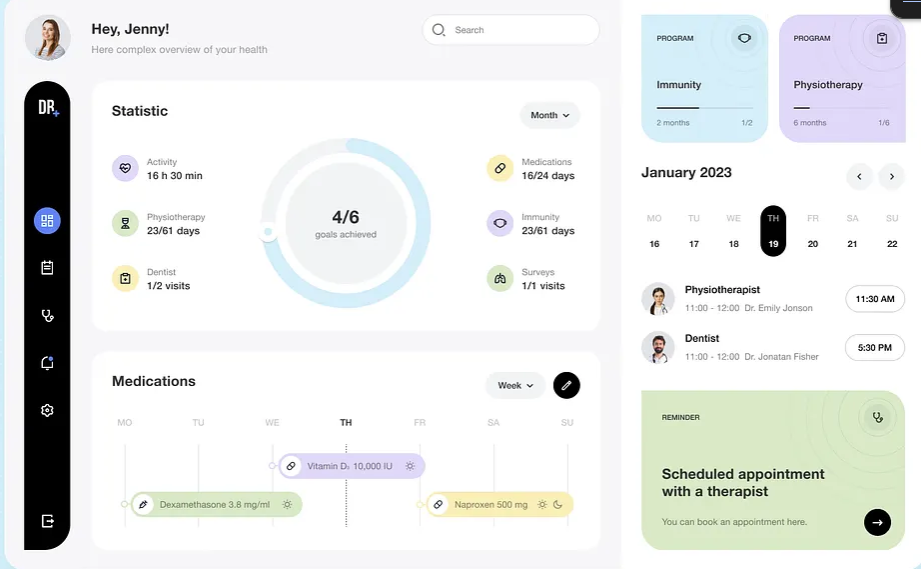 Hey, Jenny!
Here complex overview of your health
Search
DR+
Statistic
Month
Activity
16 h 30 min
Physiotherapy
23/61 days
Dentist
1/2 visits
4/6
goals achieved
Medications
16/24 days
Immunity
23/61 days
Surveys
1/1 visits
Medications
Week
MO TU WE TH FR SA SU
Vitamin D₃ 10,000 IU
Dexamethasone 3.8 mg/ml
Naproxen 500 mg
PROGRAM
Immunity
2 months 1/2
PROGRAM
Physiotherapy
6 months 1/6
January 2023
MO TU WE TH FR SA SU
16 17 18 19 20 21 22
Physiotherapist
11:00 - 12:00 Dr. Emily Jonson
11:30 AM
Dentist
11:00 - 12:00 Dr. Jonatan Fisher
5:30 PM
REMINDER
Scheduled appointment
with a therapist
You can book an appointment here.